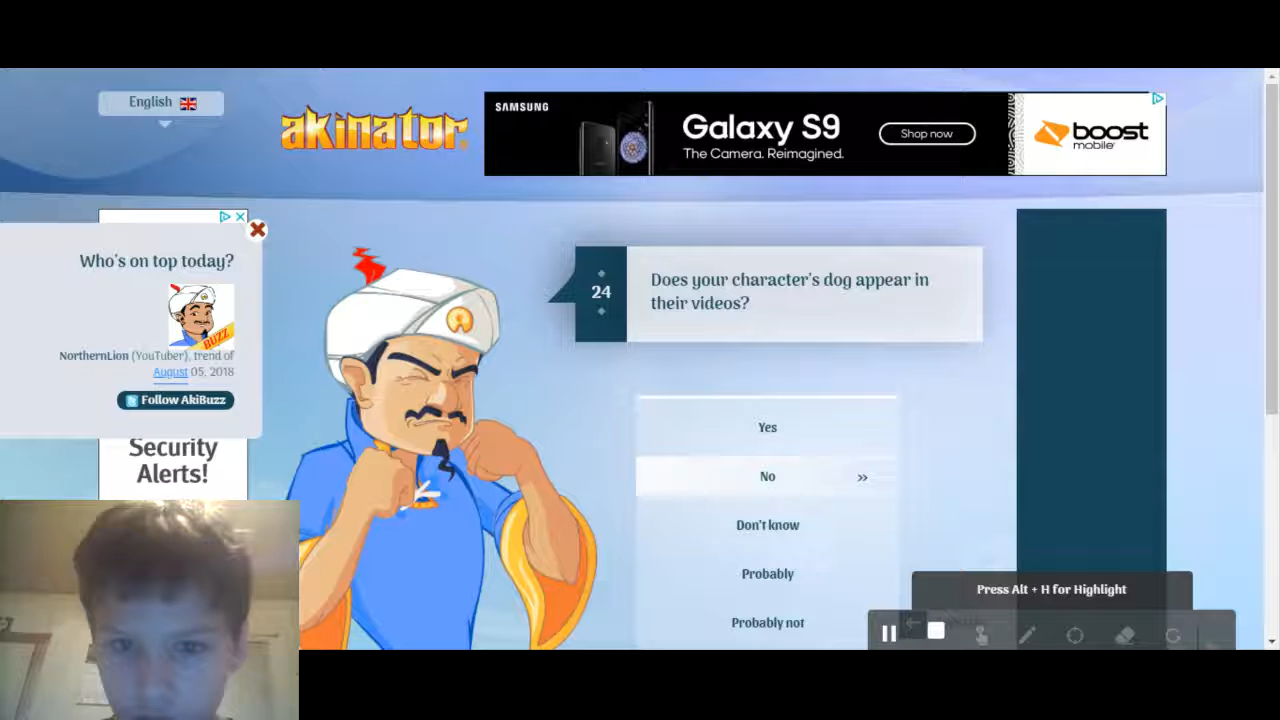 English
akinator
SAMSUNG
Galaxy S9
The Camera. Reimagined.
Shop now
boost
mobile
Who's on top today?
BUZZ
NorthernLion (YouTuber), trend of
August 05, 2018
Follow AkiBuzz
Security
Alerts!
24
Does your character's dog appear in
their videos?
Yes
No
Don't know
Probably
Probably not
Press Alt + H for Highlight